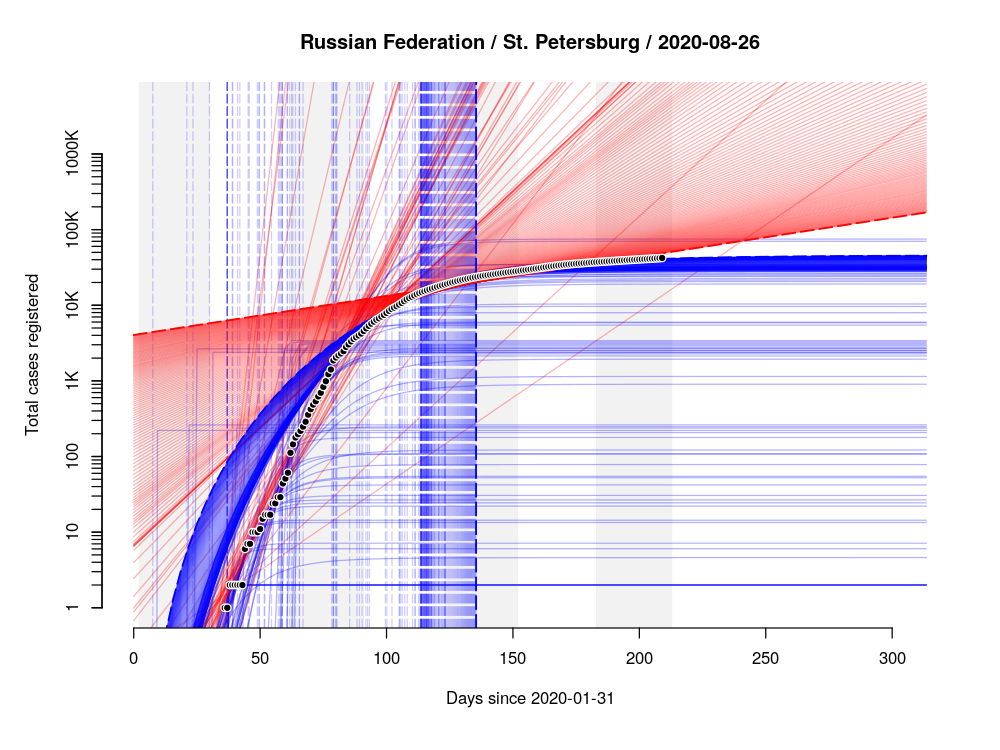 Russian Federation / St. Petersburg / 2020-08-26
Total cases registered
1000K
100K
10K
1K
100
10
1
0 50 100 150 200 250 300
Days since 2020-01-31